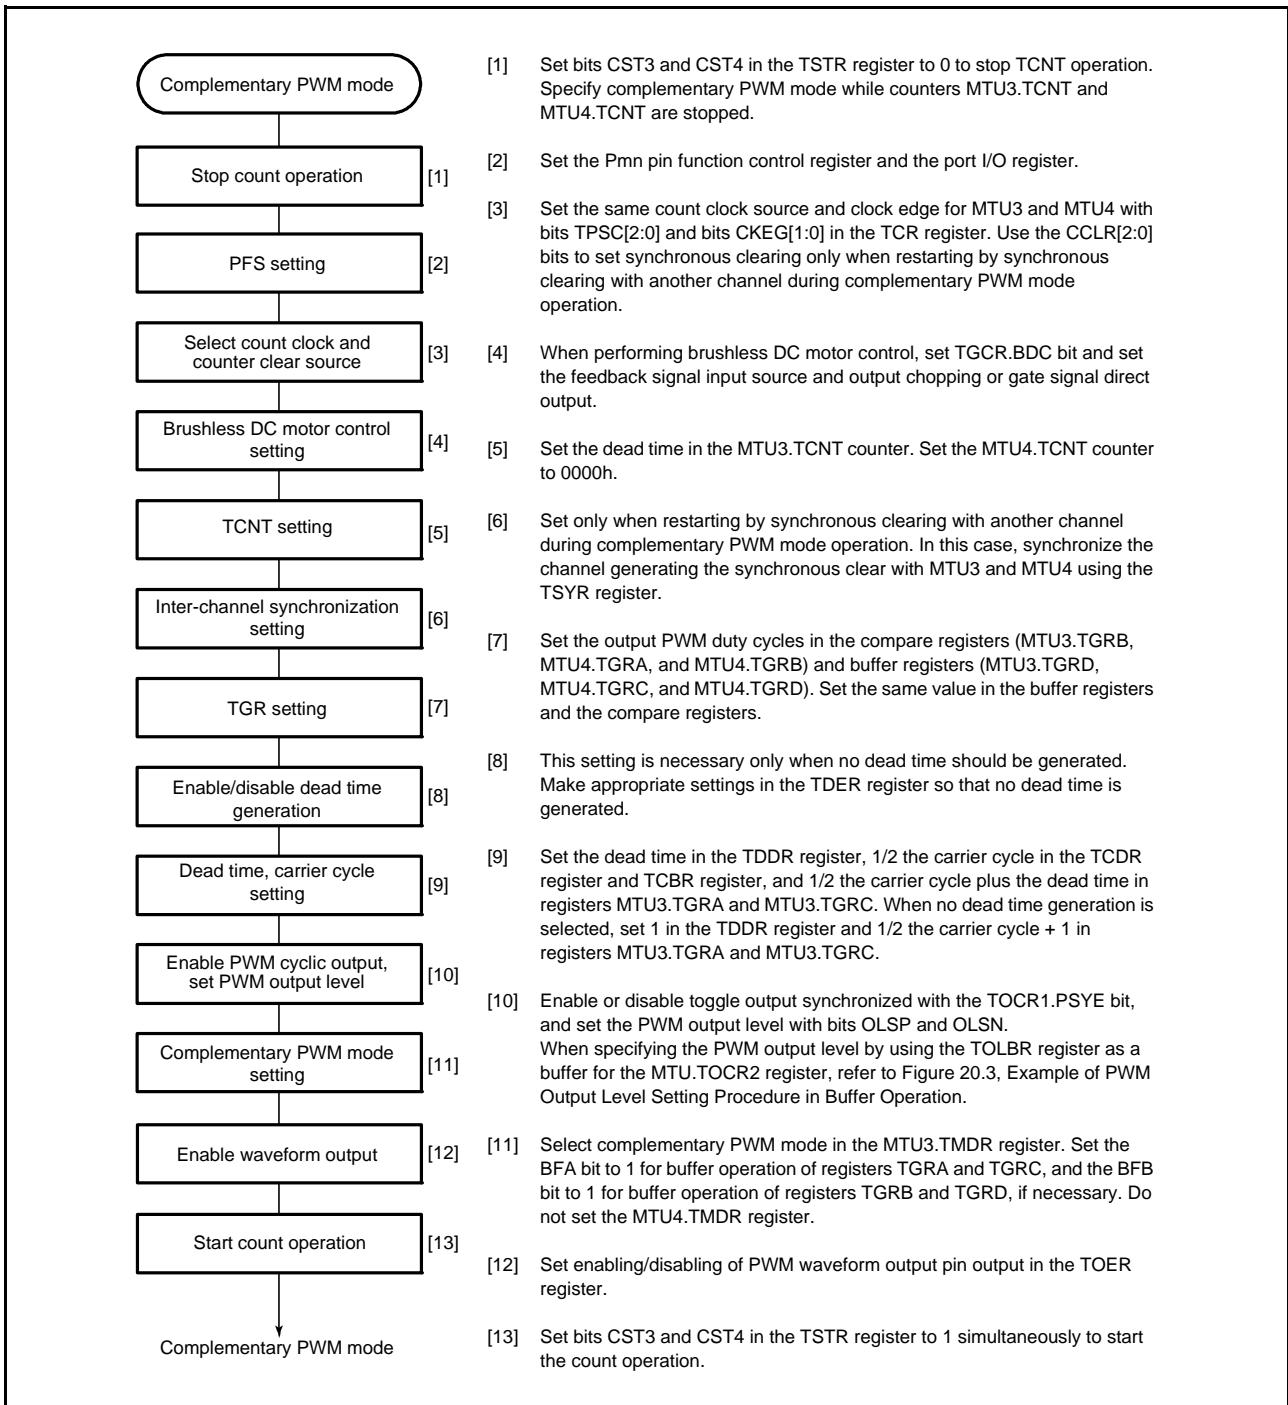 Complementary PWM mode
Stop count operation
[1]
PFS setting
[2]
Select count clock and
counter clear source
[3]
Brushless DC motor control
setting
[4]
TCNT setting
[5]
Inter-channel synchronization
setting
[6]
TGR setting
[7]
Enable/disable dead time
generation
[8]
Dead time, carrier cycle
setting
[9]
Enable PWM cyclic output,
set PWM output level
[10]
Complementary PWM mode
setting
[11]
Enable waveform output
[12]
Start count operation
[13]
Complementary PWM mode
[1] Set bits CST3 and CST4 in the TSTR register to 0 to stop TCNT operation.
Specify complementary PWM mode while counters MTU3.TCNT and
MTU4.TCNT are stopped.
[2] Set the Pmn pin function control register and the port I/O register.
[3] Set the same count clock source and clock edge for MTU3 and MTU4 with
bits TPSC[2:0] and bits CKEG[1:0] in the TCR register. Use the CCLR[2:0]
bits to set synchronous clearing only when restarting by synchronous
clearing with another channel during complementary PWM mode
operation.
[4] When performing brushless DC motor control, set TGCR.BDC bit and set
the feedback signal input source and output chopping or gate signal direct
output.
[5] Set the dead time in the MTU3.TCNT counter. Set the MTU4.TCNT counter
to 0000h.
[6] Set only when restarting by synchronous clearing with another channel
during complementary PWM mode operation. In this case, synchronize the
channel generating the synchronous clear with MTU3 and MTU4 using the
TSYR register.
[7] Set the output PWM duty cycles in the compare registers (MTU3.TGRB,
MTU4.TGRA, and MTU4.TGRB) and buffer registers (MTU3.TGRD,
MTU4.TGRC, and MTU4.TGRD). Set the same value in the buffer registers
and the compare registers.
[8] This setting is necessary only when no dead time should be generated.
Make appropriate settings in the TDER register so that no dead time is
generated.
[9] Set the dead time in the TDDR register, 1/2 the carrier cycle in the TCDR
register and TCBR register, and 1/2 the carrier cycle plus the dead time in
registers MTU3.TGRA and MTU3.TGRC. When no dead time generation is
selected, set 1 in the TDDR register and 1/2 the carrier cycle + 1 in
registers MTU3.TGRA and MTU3.TGRC.
[10] Enable or disable toggle output synchronized with the TOCR1.PSYE bit,
and set the PWM output level with bits OLSP and OLSN.
When specifying the PWM output level by using the TOLBR register as a
buffer for the MTU.TOCR2 register, refer to Figure 20.3, Example of PWM
Output Level Setting Procedure in Buffer Operation.
[11] Select complementary PWM mode in the MTU3.TMDR register. Set the
BFA bit to 1 for buffer operation of registers TGRA and TGRC, and the BFB
bit to 1 for buffer operation of registers TGRB and TGRD, if necessary. Do
not set the MTU4.TMDR register.
[12] Set enabling/disabling of PWM waveform output pin output in the TOER
register.
[13] Set bits CST3 and CST4 in the TSTR register to 1 simultaneously to start
the count operation.